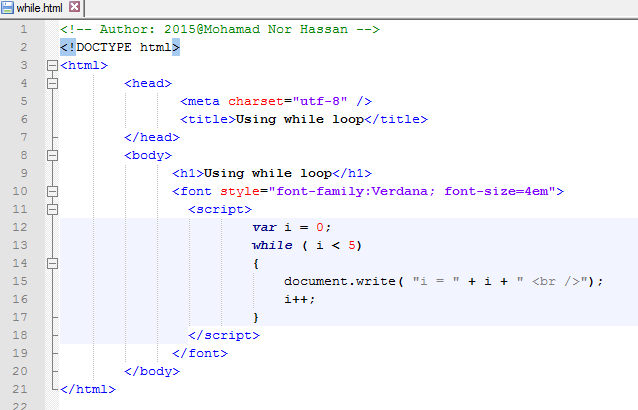 while.html
1 <!-- Author: 2015@Mohamad Nor Hassan -->
2 <!DOCTYPE html>
3 <html>
4 <head>
5 <meta charset="utf-8" />
6 <title>Using while loop</title>
7 </head>
8 <body>
9 <h1>Using while loop</h1>
10 <font style="font-family:Verdana; font-size=4em">
11 <script>
12 var i = 0;
13 while ( i < 5)
14 {
15 document.write( "i = " + i + " <br />");
16 i++;
17 }
18 </script>
19 </font>
20 </body>
21 </html>
22